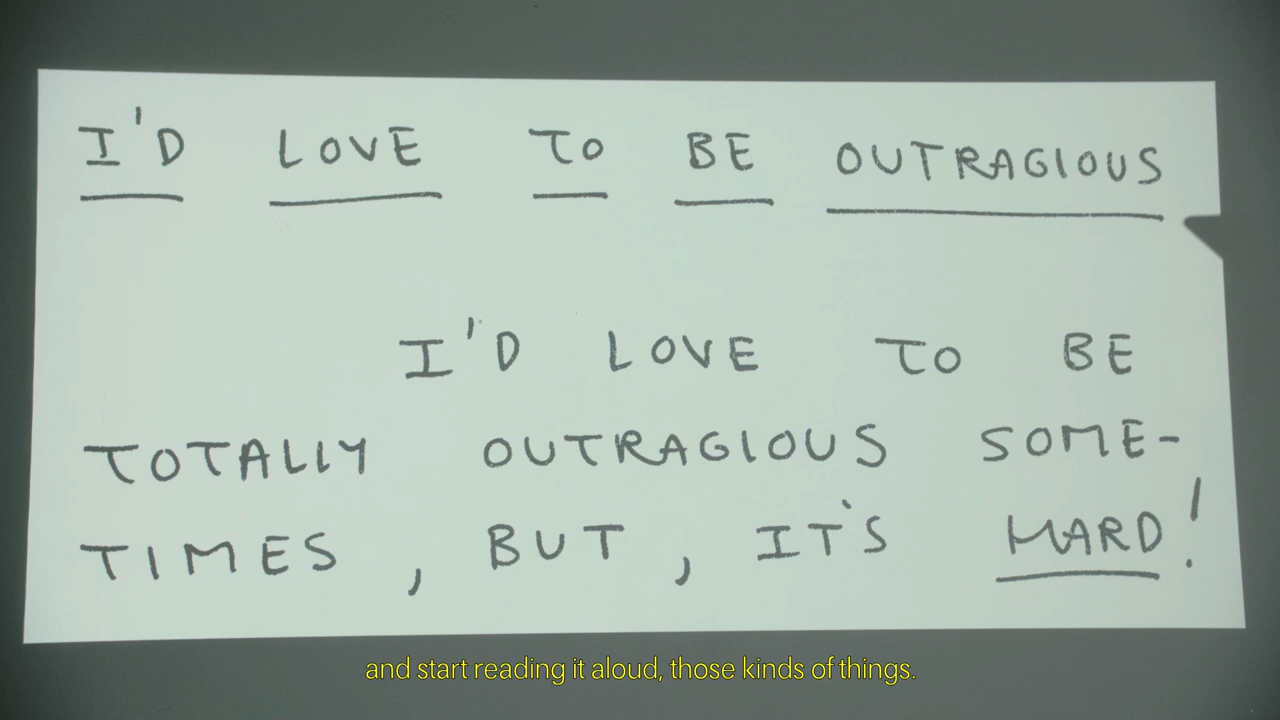 I'D LOVE TO BE OUTRAGIOUS
I'D LOVE TO BE
TOTALLY OUTRAGIOUS SOME-
TIMES, BUT, IT'S HARD!
and start reading it aloud, those kinds of things.